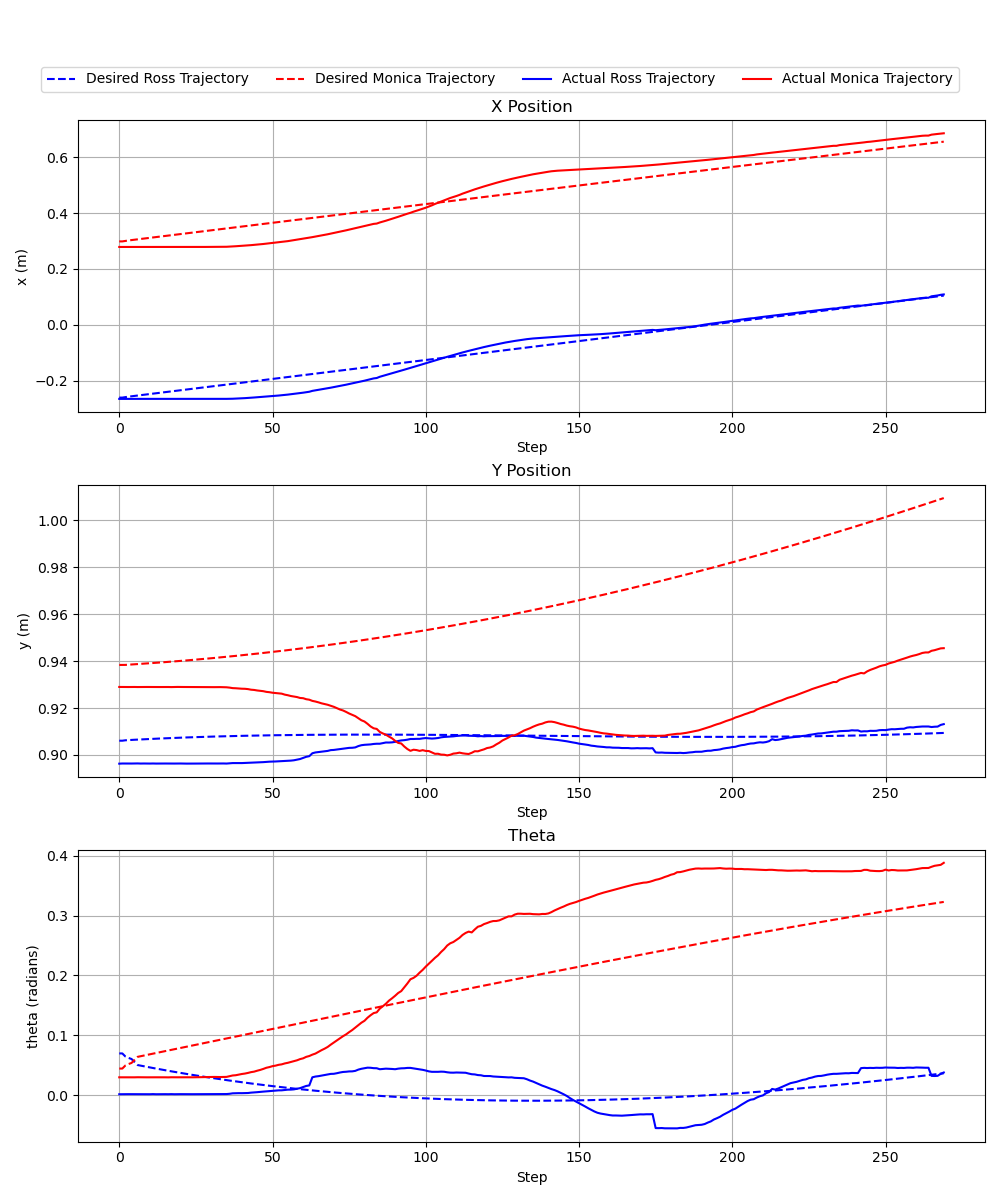 Desired Ross Trajectory Desired Monica Trajectory Actual Ross Trajectory Actual Monica Trajectory
X Position
0.6
0.4
0.2
0.0
−0.2
x (m)
0 50 100 150 200 250
Step
Y Position
1.00
0.98
0.96
0.94
0.92
0.90
y (m)
0 50 100 150 200 250
Step
Theta
0.4
0.3
0.2
0.1
0.0
theta (radians)
0 50 100 150 200 250
Step